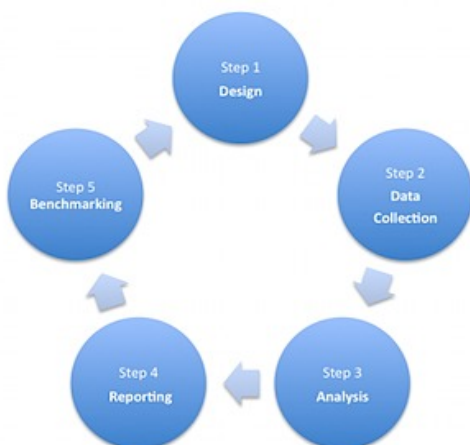 Step 1
Design
Step 2
Data
Collection
Step 3
Analysis
Step 4
Reporting
Step 5
Benchmarking